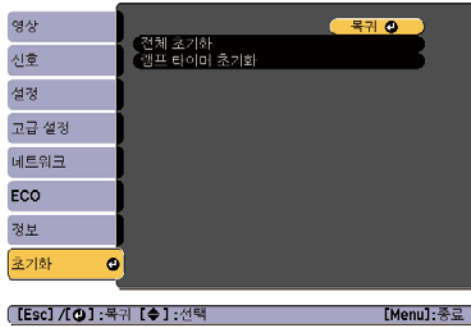 영상
신호
설정
고급 설정
네트워크
ECO
정보
초기화
목귀
전체 초기화
램프 타이머 초기화
[Esc] /[ ]:복귀 [ ]:선택 [Menu]:종료